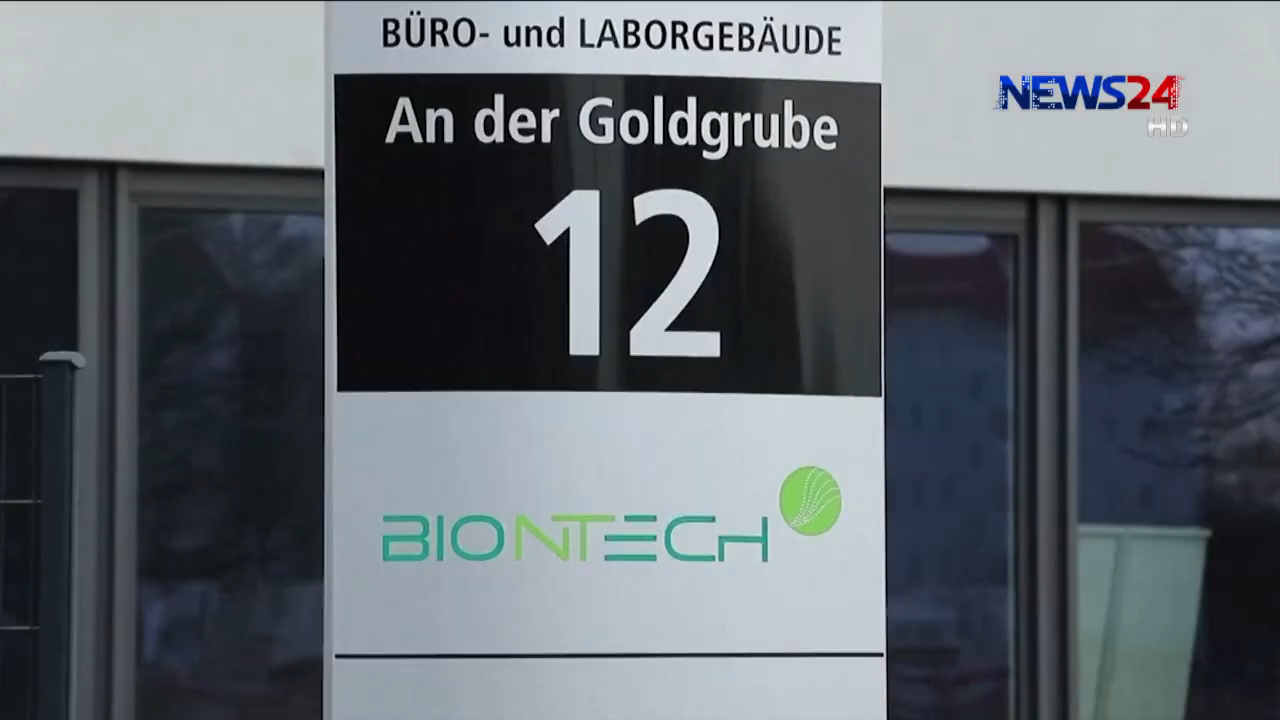 BÜRO- und LABORGEBÄUDE
An der Goldgrube
12
BIONTECH
NEWS24
HD